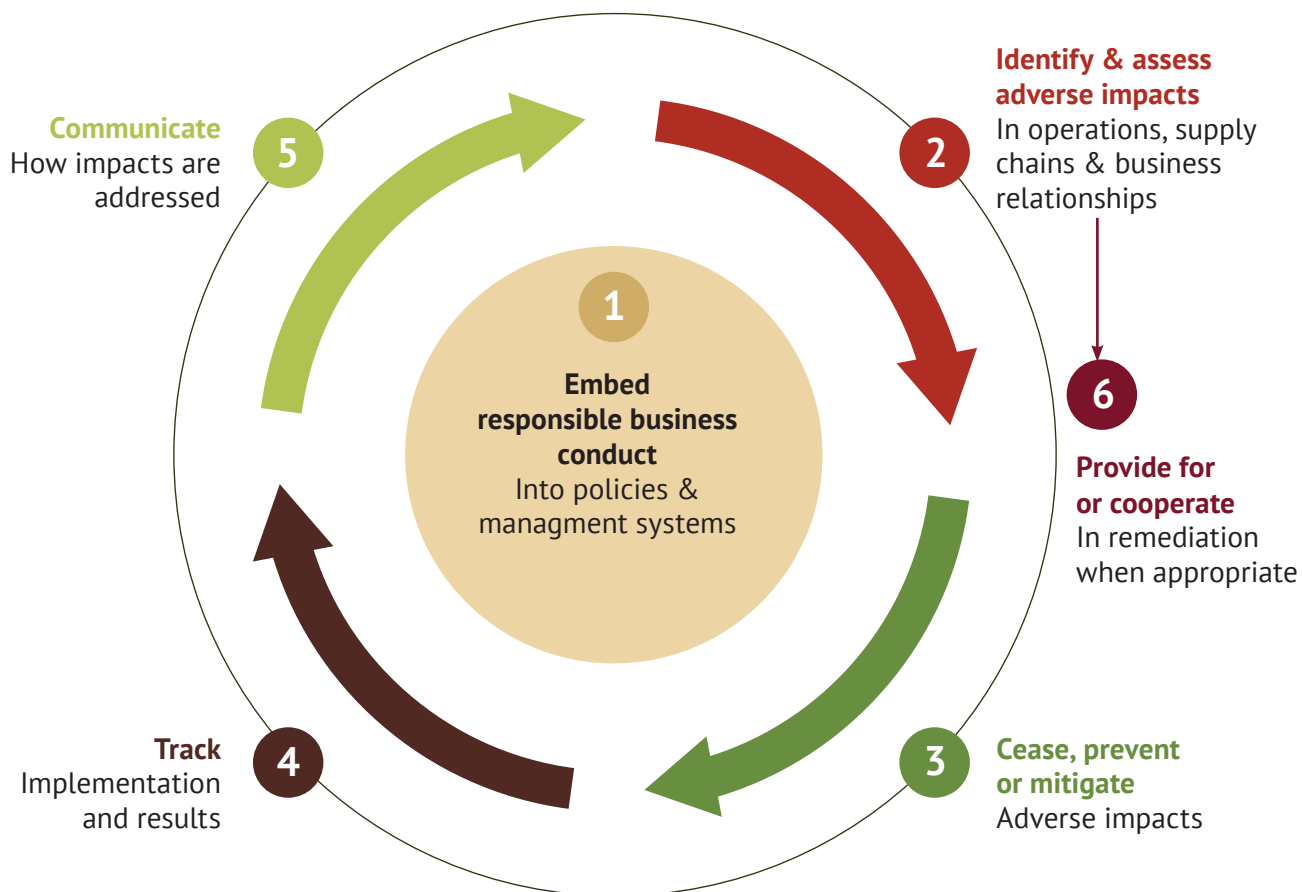 1
Embed
responsible business
conduct
Into policies &
managment systems
2
Identify & assess
adverse impacts
In operations, supply
chains & business
relationships
3
Cease, prevent
or mitigate
Adverse impacts
4
Track
Implementation
and results
5
Communicate
How impacts are
addressed
6
Provide for
or cooperate
In remediation
when appropriate